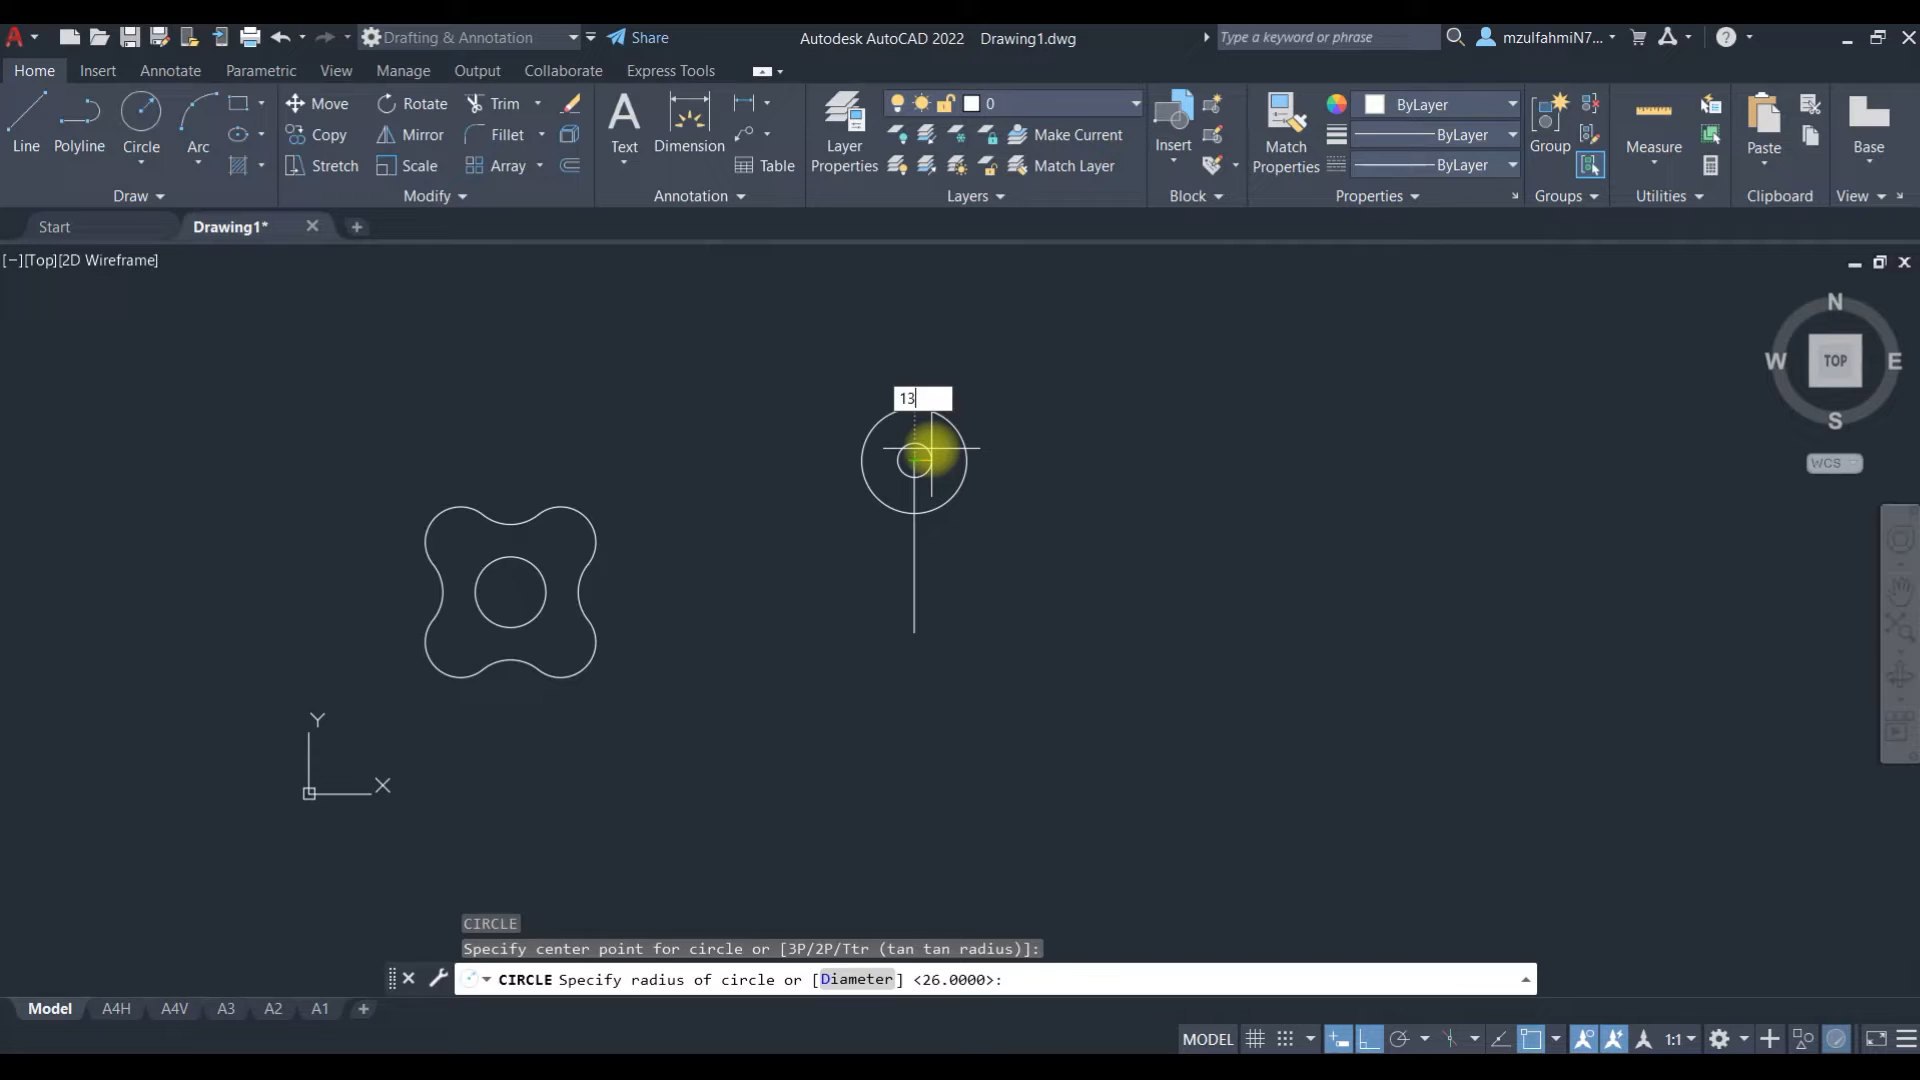 Drafting & Annotation
Share
Autodesk AutoCAD 2022 Drawing1.dwg
Type a keyword or phrase
mzulfahmiN7...
Home Insert Annotate Parametric View Manage Output Collaborate Express Tools
Line Polyline Circle Arc
Move Rotate Trim
Copy Mirror Fillet
Stretch Scale Array
Text Dimension Table
Layer Properties
0
Make Current
Match Layer
Insert
Match Properties
ByLayer
ByLayer
ByLayer
Group
Measure
Paste
Base
Draw Modify Annotation Layers Block Properties Groups Utilities Clipboard View
Start Drawing1*
[−][Top][2D Wireframe]
N
W TOP E
S
WCS
13
Y
X
CIRCLE
Specify center point for circle or [3P/2P/Ttr (tan tan radius)]:
CIRCLE Specify radius of circle or [Diameter] <26.0000>:
Model A4H A4V A3 A2 A1
MODEL 1:1